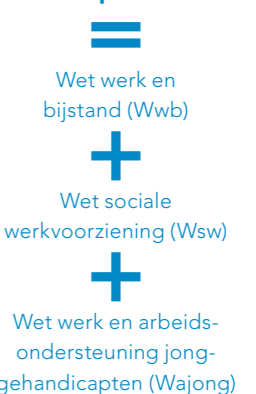 =
Wet werk en
bijstand (Wwb)
+
Wet sociale
werkvoorziening (Wsw)
+
Wet werk en arbeids-
ondersteuning jong-
gehandicapten (Wajong)